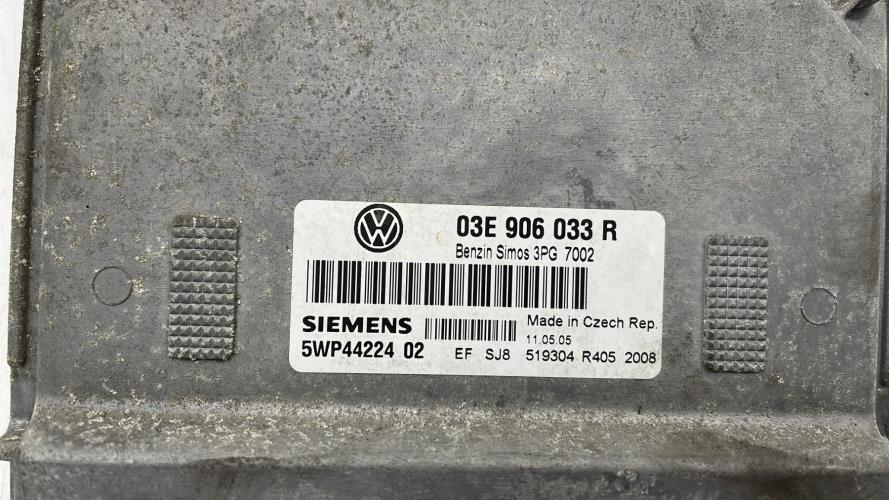 03E 906 033 R
Benzin Simos 3PG 7002
SIEMENS
Made in Czech Rep.
11.05.05
5WP44224 02
EF SJ8 519304 R405 2008